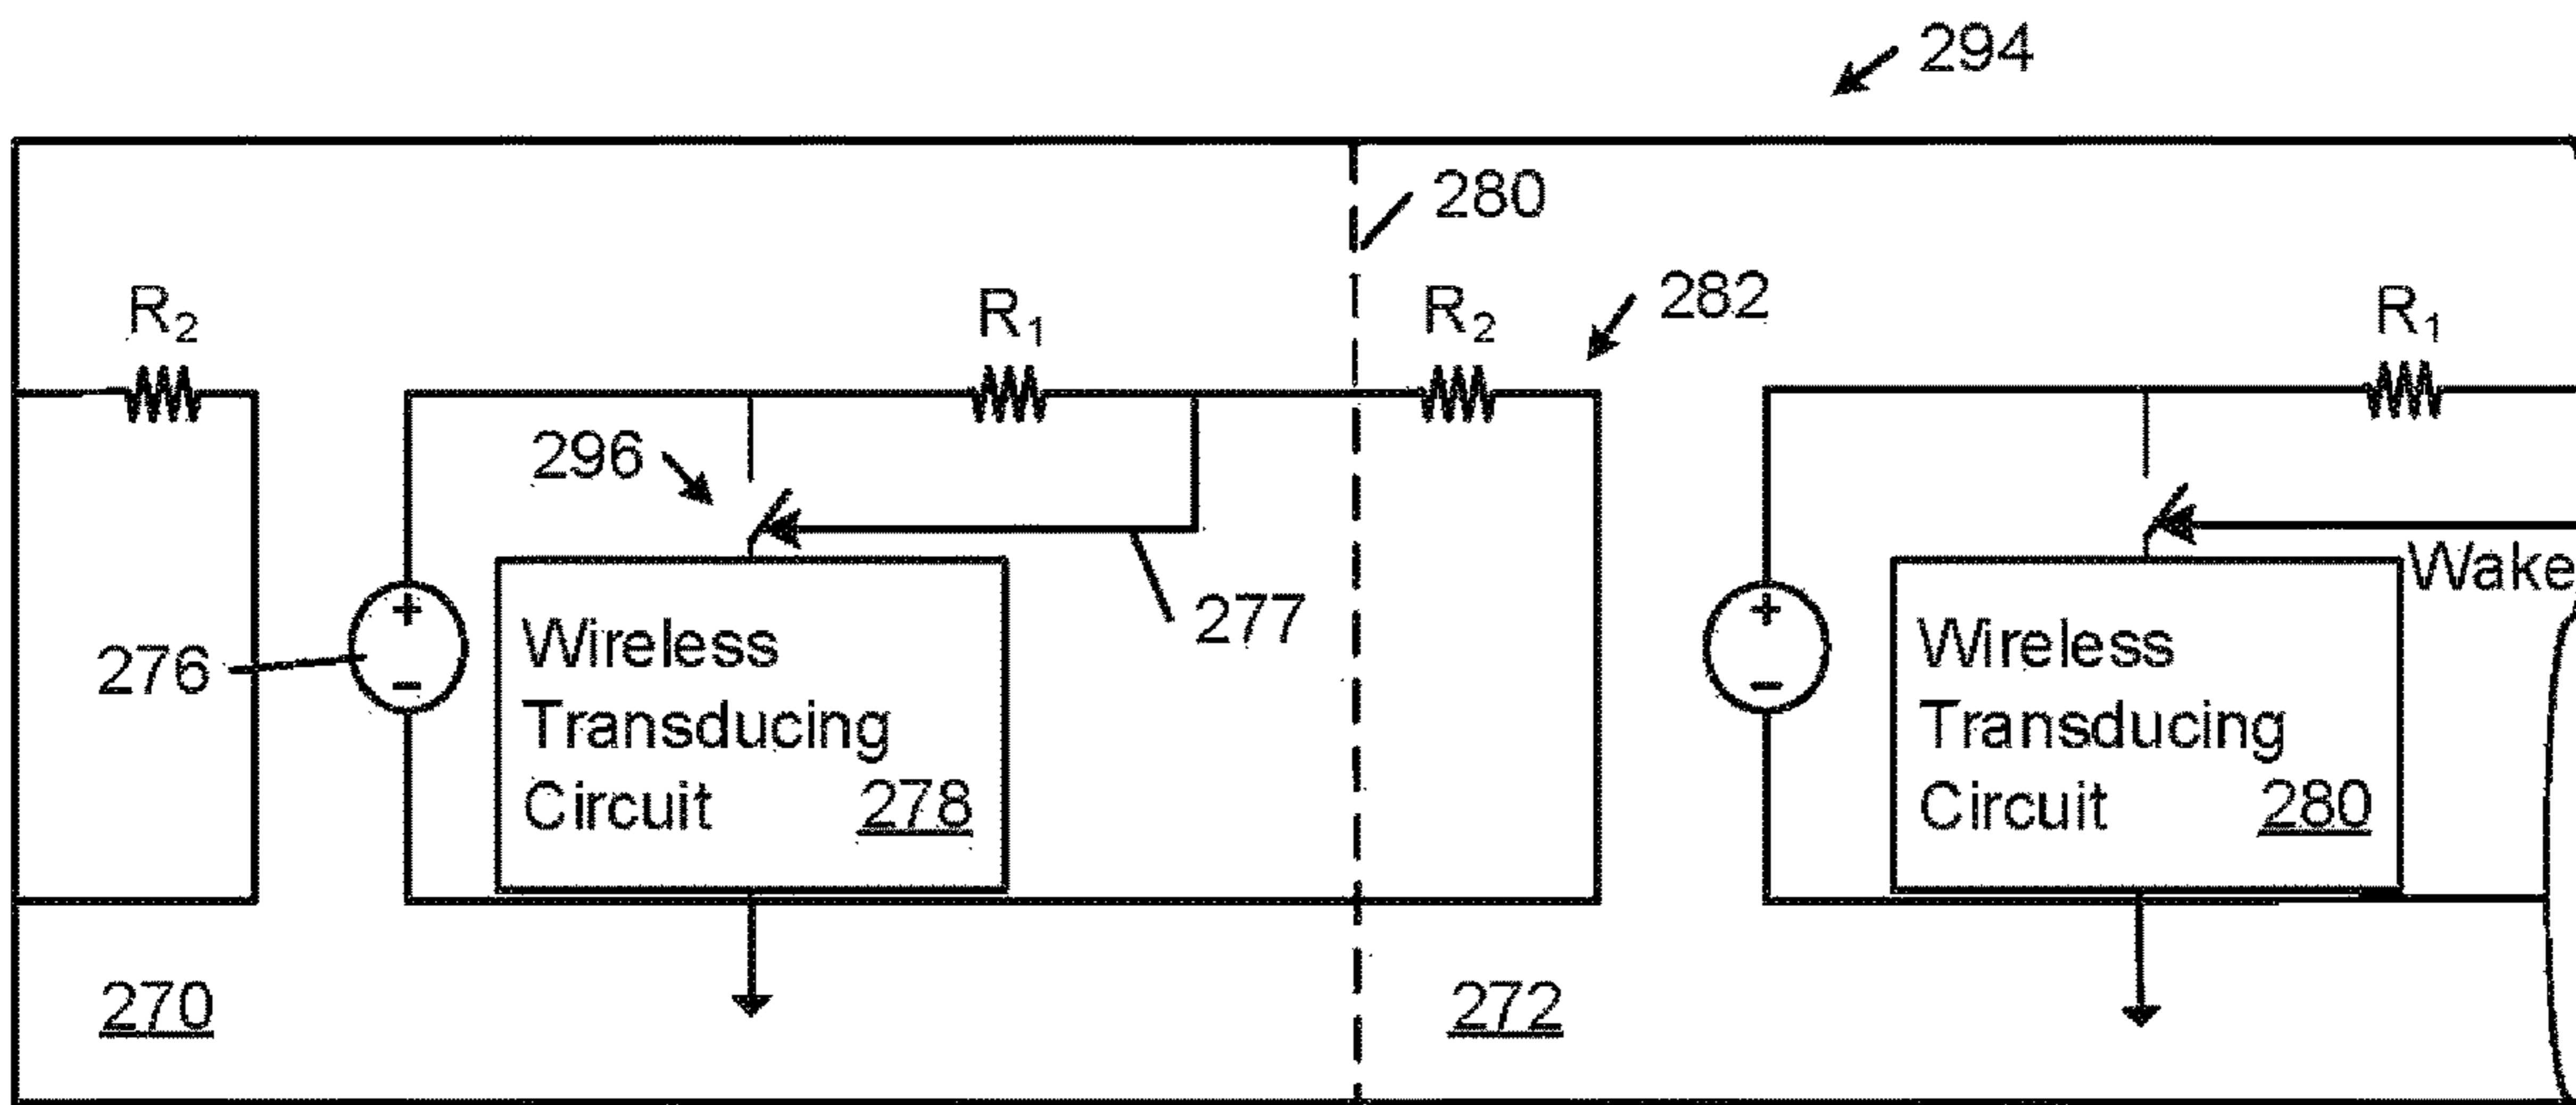 294
280
282
R2
R1
R2
R1
296
277
Wake
276
+
-
Wireless
Transducing
Circuit 278
+
-
Wireless
Transducing
Circuit 280
270
272